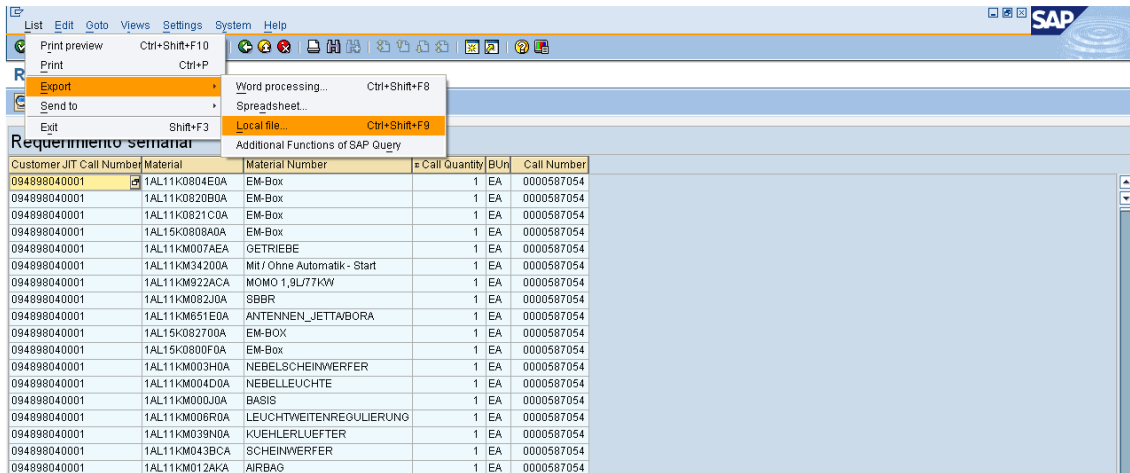 List Edit Goto Views Settings System Help
SAP
Print preview Ctrl+Shift+F10
Print Ctrl+P
Export
Send to
Exit Shift+F3
Word processing... Ctrl+Shift+F8
Spreadsheet...
Local file... Ctrl+Shift+F9
Additional Functions of SAP Query
R
Requerimiento semanal
Customer JIT Call Number Material Material Number Σ Call Quantity BUn Call Number
094898040001 1AL11K0804E0A EM-Box 1 EA 0000587054
094898040001 1AL11K0820B0A EM-Box 1 EA 0000587054
094898040001 1AL11K0821C0A EM-Box 1 EA 0000587054
094898040001 1AL15K0808A0A EM-Box 1 EA 0000587054
094898040001 1AL11KM007AEA GETRIEBE 1 EA 0000587054
094898040001 1AL11KM34200A Mit / Ohne Automatik - Start 1 EA 0000587054
094898040001 1AL11KM922ACA MOMO 1,9L/77KW 1 EA 0000587054
094898040001 1AL11KM082J0A SBBR 1 EA 0000587054
094898040001 1AL11KM651E0A ANTENNEN_JETTA/BORA 1 EA 0000587054
094898040001 1AL15K082700A EM-BOX 1 EA 0000587054
094898040001 1AL15K0800F0A EM-Box 1 EA 0000587054
094898040001 1AL11KM003H0A NEBELSCHEINWERFER 1 EA 0000587054
094898040001 1AL11KM004D0A NEBELLEUCHTE 1 EA 0000587054
094898040001 1AL11KM000J0A BASIS 1 EA 0000587054
094898040001 1AL11KM006R0A LEUCHTWEITENREGULIERUNG 1 EA 0000587054
094898040001 1AL11KM039N0A KUEHLERLUEFTER 1 EA 0000587054
094898040001 1AL11KM043BCA SCHEINWERFER 1 EA 0000587054
094898040001 1AL11KM012AKA AIRBAG 1 EA 0000587054